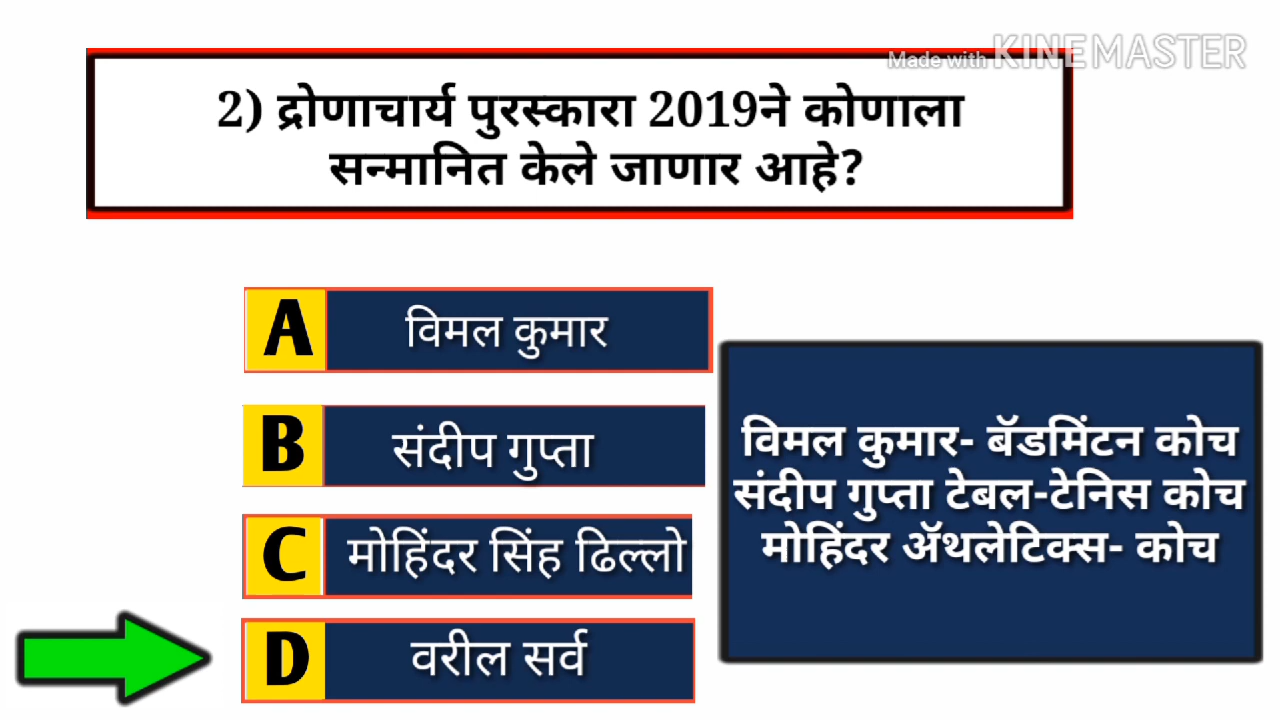 Made with KINEMASTER
2) द्रोणाचार्य पुरस्कारा 2019ने कोणाला
सन्मानित केले जाणार आहे?
A विमल कुमार
B संदीप गुप्ता
C मोहिंदर सिंह ढिल्लो
D वरील सर्व
विमल कुमार- बॅडमिंटन कोच
संदीप गुप्ता टेबल-टेनिस कोच
मोहिंदर ॲथलेटिक्स- कोच